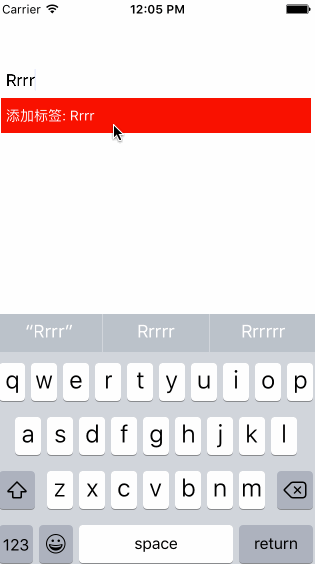 Carrier 12:05 PM
Rrrr
添加标签: Rrrr
“Rrrr” Rrrrr Rrrrrr
q w e r t y u i o p
a s d f g h j k l
z x c v b n m
123 space return